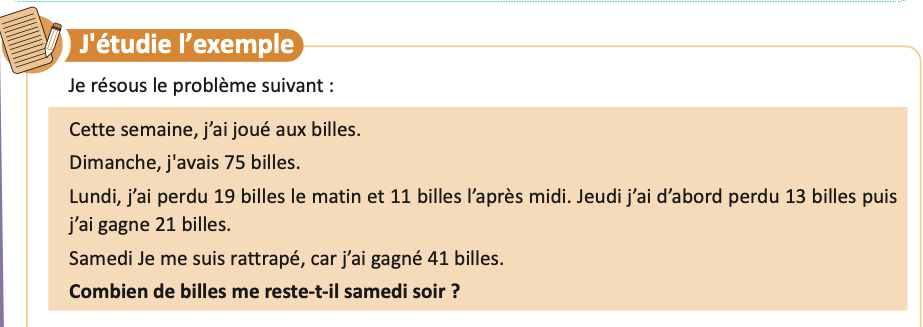 J'étudie l’exemple
Je résous le problème suivant :
Cette semaine, j’ai joué aux billes.
Dimanche, j'avais 75 billes.
Lundi, j’ai perdu 19 billes le matin et 11 billes l’après midi. Jeudi j’ai d’abord perdu 13 billes puis
j’ai gagne 21 billes.
Samedi Je me suis rattrapé, car j’ai gagné 41 billes.
Combien de billes me reste-t-il samedi soir ?